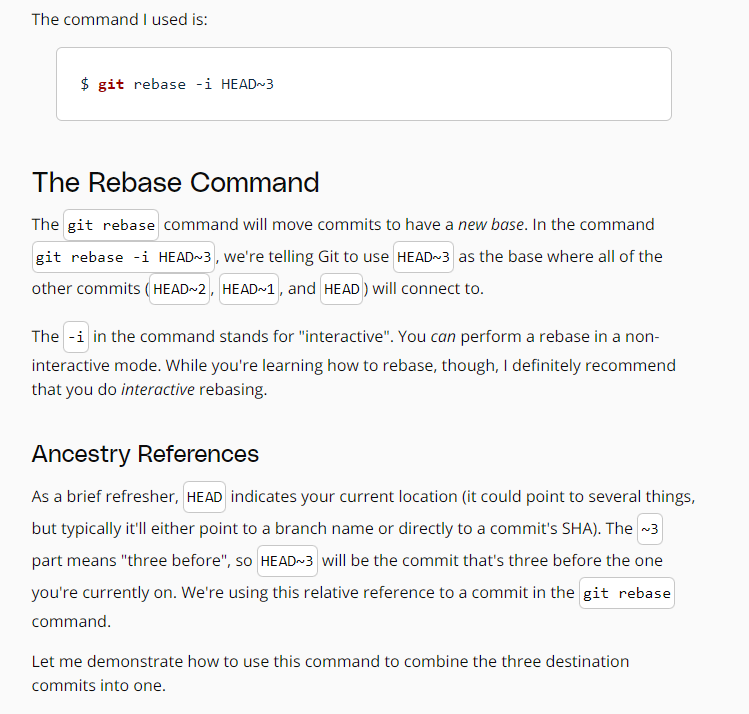 The command I used is:
$ git rebase -i HEAD~3
The Rebase Command
The git rebase command will move commits to have a new base. In the command
git rebase -i HEAD~3, we're telling Git to use HEAD~3 as the base where all of the
other commits (HEAD~2, HEAD~1, and HEAD) will connect to.
The -i in the command stands for "interactive". You can perform a rebase in a non-
interactive mode. While you're learning how to rebase, though, I definitely recommend
that you do interactive rebasing.
Ancestry References
As a brief refresher, HEAD indicates your current location (it could point to several things,
but typically it'll either point to a branch name or directly to a commit's SHA). The ~3
part means "three before", so HEAD~3 will be the commit that's three before the one
you're currently on. We're using this relative reference to a commit in the git rebase
command.
Let me demonstrate how to use this command to combine the three destination
commits into one.